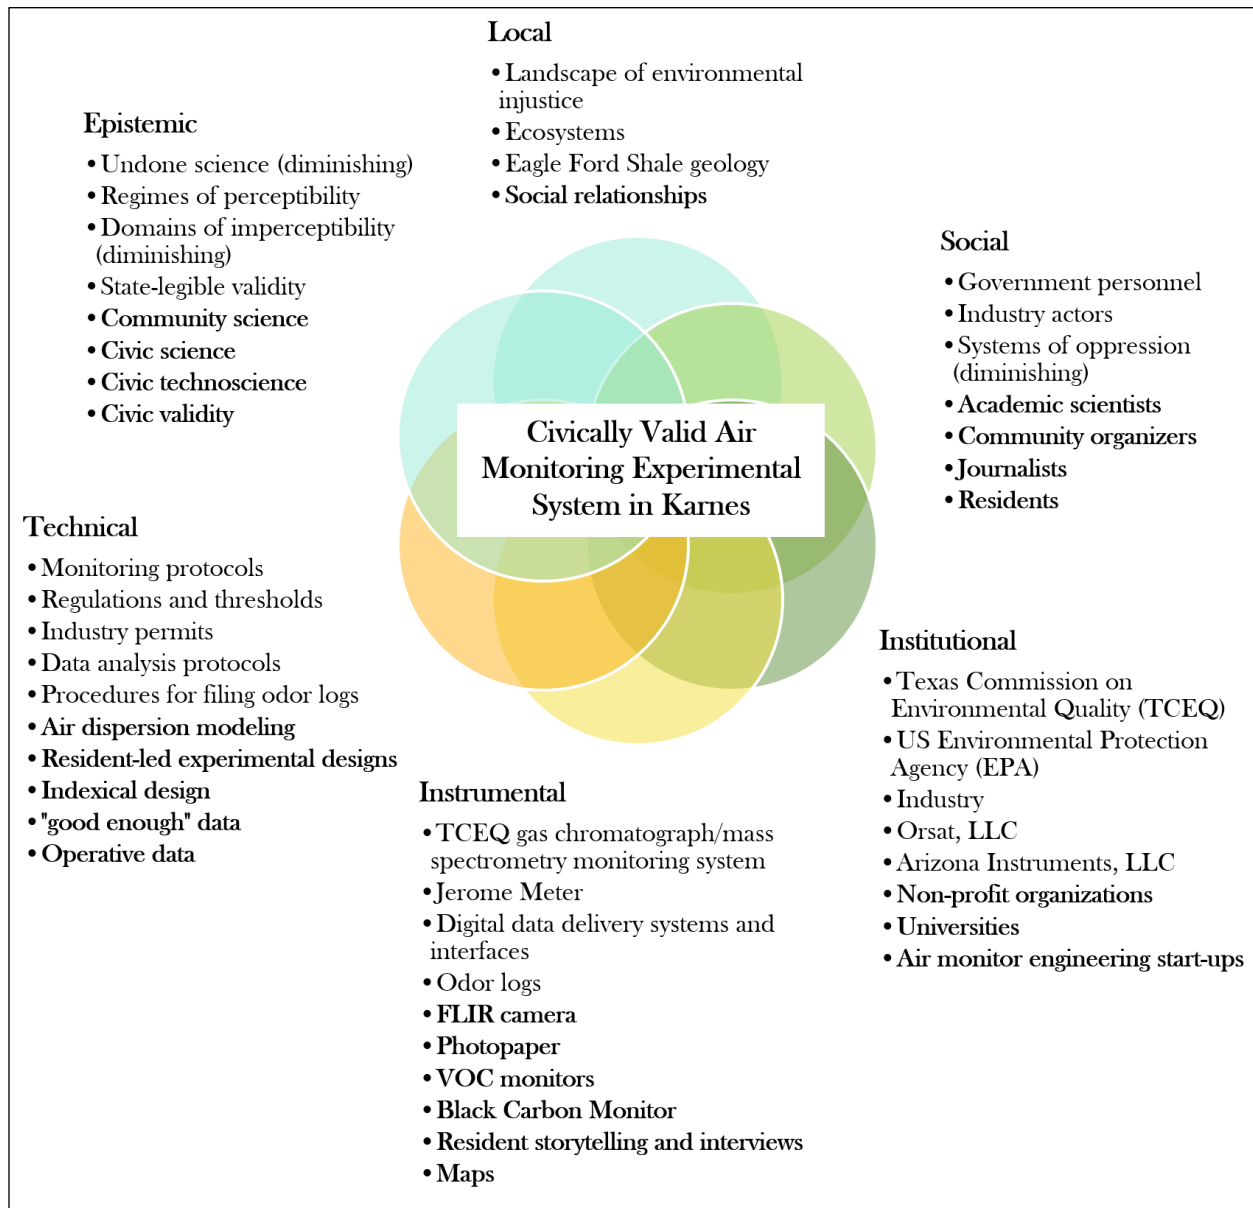 Local
• Landscape of environmental
injustice
• Ecosystems
• Eagle Ford Shale geology
• Social relationships
Epistemic
• Undone science (diminishing)
• Regimes of perceptibility
• Domains of imperceptibility
(diminishing)
• State-legible validity
• Community science
• Civic science
• Civic technoscience
• Civic validity
Social
• Government personnel
• Industry actors
• Systems of oppression
(diminishing)
• Academic scientists
• Community organizers
• Journalists
• Residents
Civically Valid Air
Monitoring Experimental
System in Karnes
Technical
• Monitoring protocols
• Regulations and thresholds
• Industry permits
• Data analysis protocols
• Procedures for filing odor logs
• Air dispersion modeling
• Resident-led experimental designs
• Indexical design
• "good enough" data
• Operative data
Institutional
• Texas Commission on
Environmental Quality (TCEQ)
• US Environmental Protection
Agency (EPA)
• Industry
• Orsat, LLC
• Arizona Instruments, LLC
• Non-profit organizations
• Universities
• Air monitor engineering start-ups
Instrumental
• TCEQ gas chromatograph/mass
spectrometry monitoring system
• Jerome Meter
• Digital data delivery systems and
interfaces
• Odor logs
• FLIR camera
• Photopaper
• VOC monitors
• Black Carbon Monitor
• Resident storytelling and interviews
• Maps